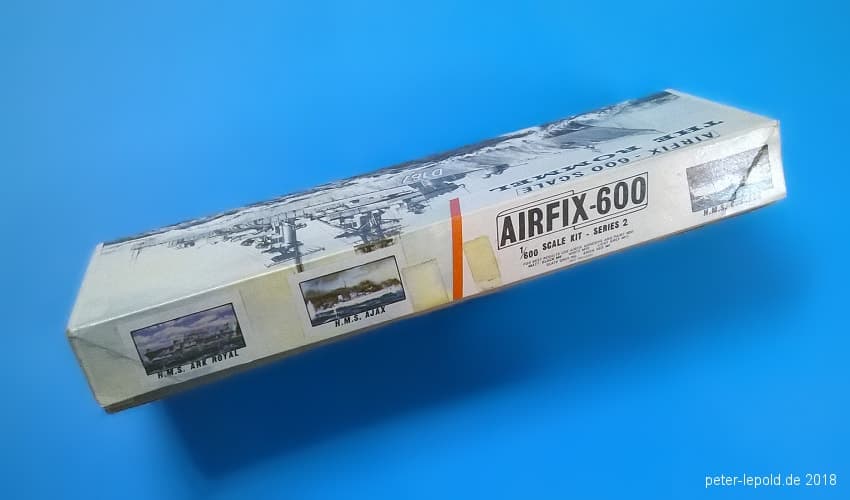 AIRFIX-600 SCALE
THE ROMMEL
D187
AIRFIX-600
1/600 SCALE KIT - SERIES 2
H.M.S.
H.M.S. AJAX
H.M.S. ARK ROYAL
peter-lepold.de 2018